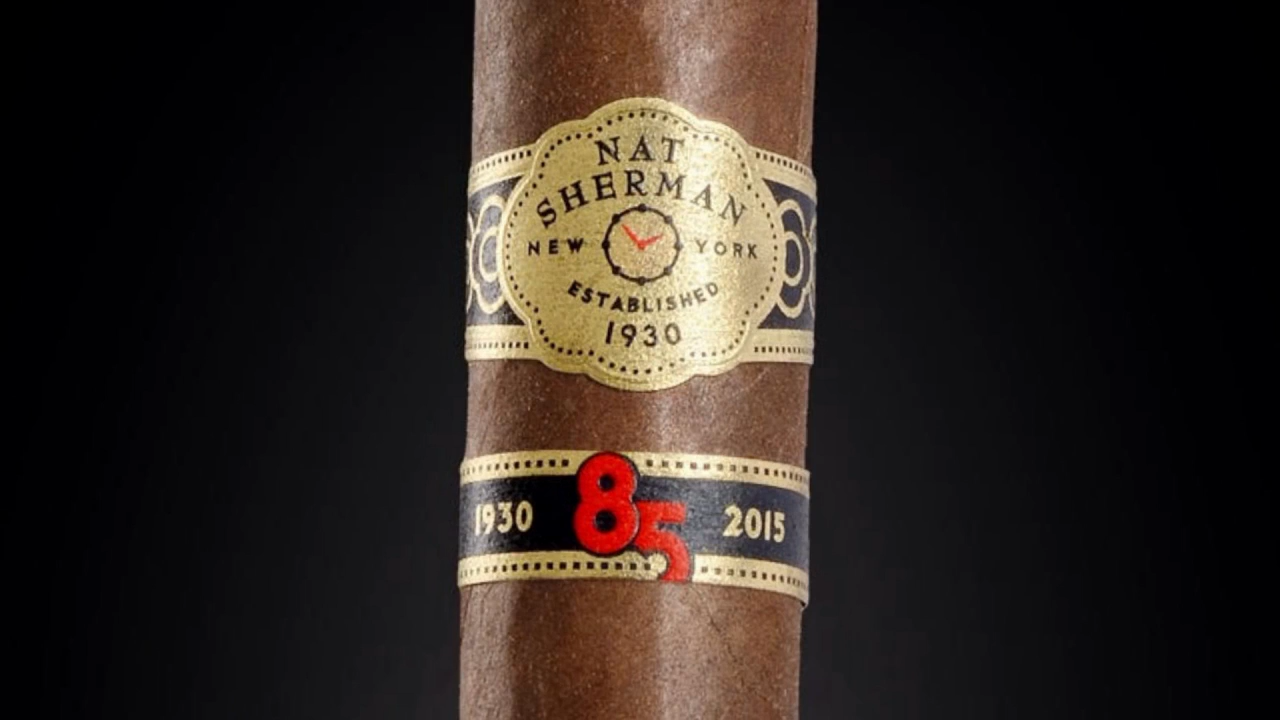 NAT
SHERMAN
NEW YORK
ESTABLISHED
1930
1930 85 2015